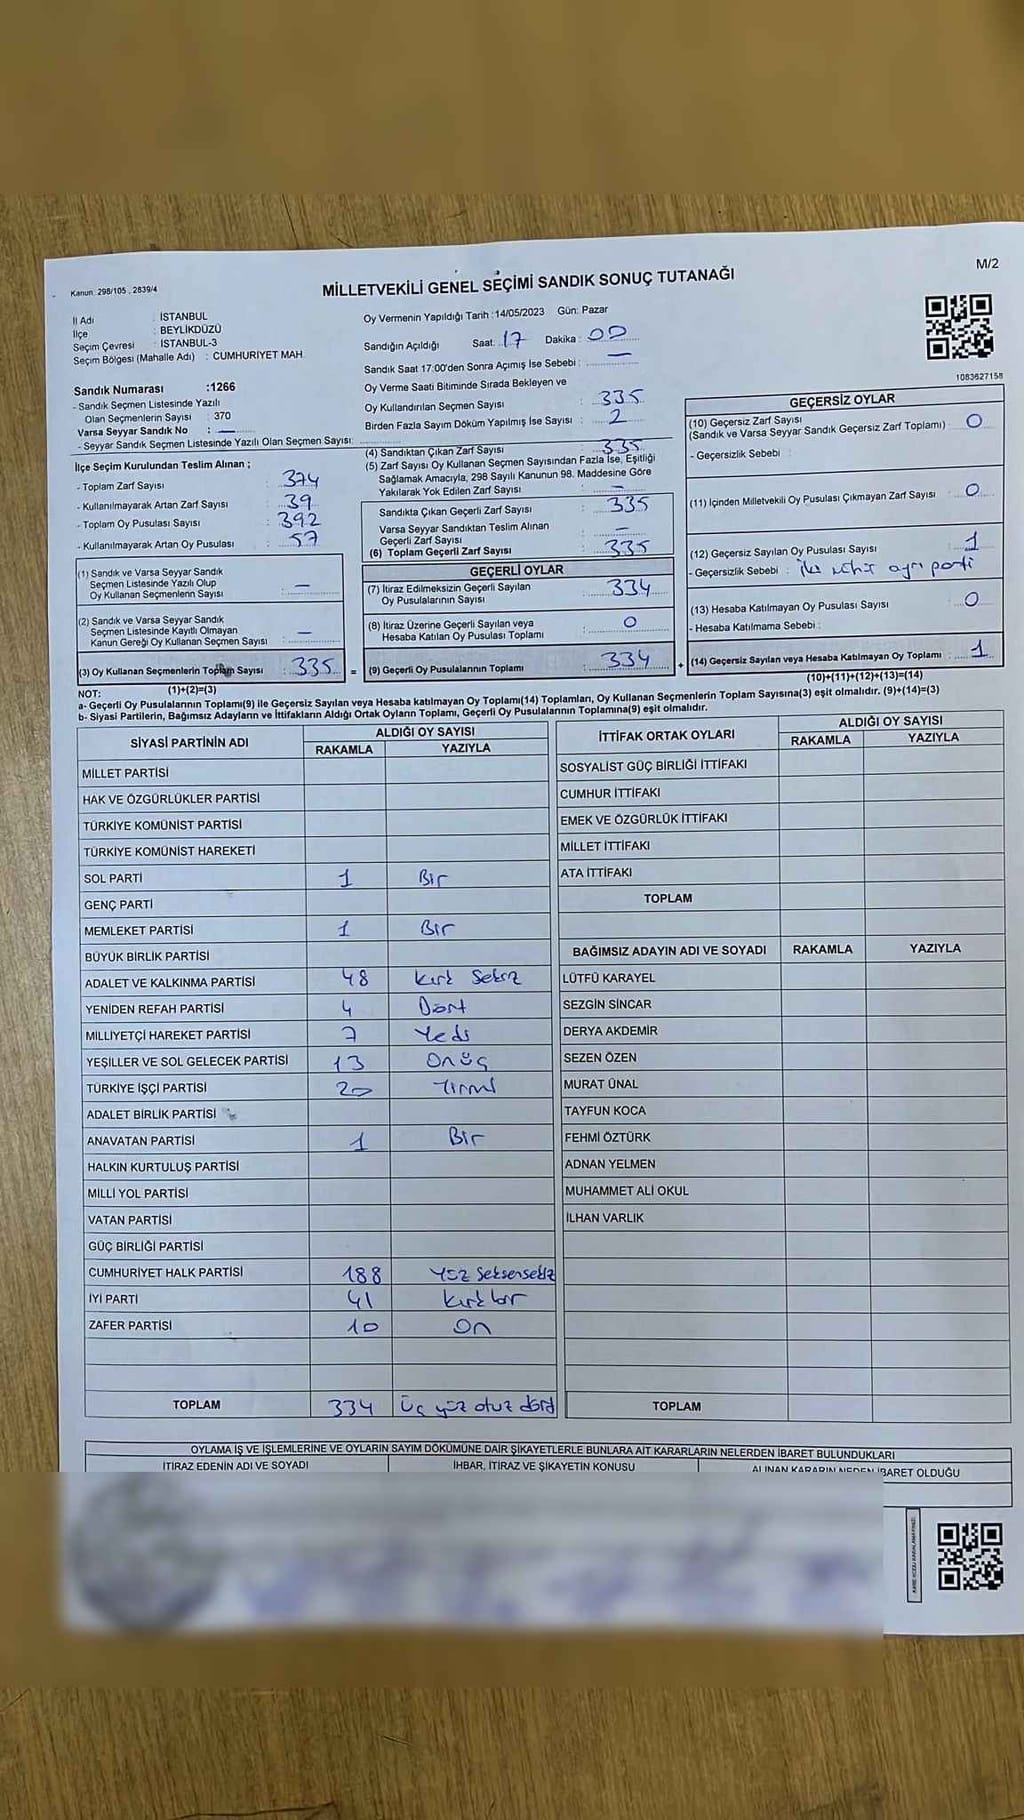 M/2
Kanun: 298/105 , 2839/4
MİLLETVEKİLİ GENEL SEÇİMİ SANDIK SONUÇ TUTANAĞI
İl Adı : İSTANBUL
İlçe : BEYLİKDÜZÜ
Seçim Çevresi : İSTANBUL-3
Seçim Bölgesi (Mahalle Adı) : CUMHURİYET MAH.
Sandık Numarası :1266
- Sandık Seçmen Listesinde Yazılı
Olan Seçmenlerin Sayısı : 370
Varsa Seyyar Sandık No : —
- Seyyar Sandık Seçmen Listesinde Yazılı Olan Seçmen Sayısı:
Oy Vermenin Yapıldığı Tarih :14/05/2023 Gün: Pazar
Sandığın Açıldığı Saat: 17 Dakika : 00
Sandık Saat 17:00'den Sonra Açımış İse Sebebi : —
Oy Verme Saati Bitiminde Sırada Bekleyen ve
Oy Kullandırılan Seçmen Sayısı : 335
Birden Fazla Sayım Döküm Yapılmış İse Sayısı : 2
1083627158
İlçe Seçim Kurulundan Teslim Alınan ;
- Toplam Zarf Sayısı : 374
- Kullanılmayarak Artan Zarf Sayısı : 39
- Toplam Oy Pusulası Sayısı : 392
- Kullanılmayarak Artan Oy Pusulası : 57
(1) Sandık ve Varsa Seyyar Sandık
Seçmen Listesinde Yazılı Olup
Oy Kullanan Seçmenlerin Sayısı : —
(2) Sandık ve Varsa Seyyar Sandık
Seçmen Listesinde Kayıtlı Olmayan
Kanun Gereği Oy Kullanan Seçmen Sayısı : —
(3) Oy Kullanan Seçmenlerin Toplam Sayısı : 335 =
(1)+(2)=(3)
(4) Sandıktan Çıkan Zarf Sayısı : 335
(5) Zarf Sayısı Oy Kullanan Seçmen Sayısından Fazla İse, Eşitliği
Sağlamak Amacıyla, 298 Sayılı Kanunun 98. Maddesine Göre
Yakılarak Yok Edilen Zarf Sayısı : —
Sandıkta Çıkan Geçerli Zarf Sayısı : 335
Varsa Seyyar Sandıktan Teslim Alınan
Geçerli Zarf Sayısı : —
(6) Toplam Geçerli Zarf Sayısı : 335
GEÇERLİ OYLAR
(7) İtiraz Edilmeksizin Geçerli Sayılan
Oy Pusulalarının Sayısı : 334
(8) İtiraz Üzerine Geçerli Sayılan veya
Hesaba Katılan Oy Pusulası Toplamı : 0
(9) Geçerli Oy Pusulalarının Toplamı : 334 +
GEÇERSİZ OYLAR
(10) Geçersiz Zarf Sayısı
(Sandık ve Varsa Seyyar Sandık Geçersiz Zarf Toplamı) : 0
- Geçersizlik Sebebi :
(11) İçinden Milletvekili Oy Pusulası Çıkmayan Zarf Sayısı : 0
(12) Geçersiz Sayılan Oy Pusulası Sayısı : 1
- Geçersizlik Sebebi : iki mühür ayrı parti
(13) Hesaba Katılmayan Oy Pusulası Sayısı : 0
- Hesaba Katılmama Sebebi :
(14) Geçersiz Sayılan veya Hesaba Katılmayan Oy Toplamı : 1
(10)+(11)+(12)+(13)=(14)
NOT:
a- Geçerli Oy Pusulasının Toplamı(9) ile Geçersiz Sayılan veya Hesaba katılmayan Oy Toplamı(14) Toplamları, Oy Kullanan Seçmenlerin Toplam Sayısına(3) eşit olmalıdır. (9)+(14)=(3)
b- Siyasi Partilerin, Bağımsız Adayların ve İttifakların Aldığı Ortak Oyların Toplamı, Geçerli Oy Pusulalarının Toplamına(9) eşit olmalıdır.
SİYASİ PARTİNİN ADI ALDIĞI OY SAYISI
RAKAMLA YAZIYLA
MİLLET PARTİSİ
HAK VE ÖZGÜRLÜKLER PARTİSİ
TÜRKİYE KOMÜNİST PARTİSİ
TÜRKİYE KOMÜNİST HAREKETİ
SOL PARTİ 1 Bir
GENÇ PARTİ
MEMLEKET PARTİSİ 1 Bir
BÜYÜK BİRLİK PARTİSİ
ADALET VE KALKINMA PARTİSİ 48 Kırk Sekiz
YENİDEN REFAH PARTİSİ 4 Dört
MİLLİYETÇİ HAREKET PARTİSİ 7 Yedi
YEŞİLLER VE SOL GELECEK PARTİSİ 13 Onüç
TÜRKİYE İŞÇİ PARTİSİ 20 Yirmi
ADALET BİRLİK PARTİSİ
ANAVATAN PARTİSİ 1 Bir
HALKIN KURTULUŞ PARTİSİ
MİLLİ YOL PARTİSİ
VATAN PARTİSİ
GÜÇ BİRLİĞİ PARTİSİ
CUMHURİYET HALK PARTİSİ 188 Yüz Seksensekiz
İYİ PARTİ 41 Kırkbir
ZAFER PARTİSİ 10 On
TOPLAM 334 Üç yüz otuz dört
İTTİFAK ORTAK OYLARI ALDIĞI OY SAYISI
RAKAMLA YAZIYLA
SOSYALİST GÜÇ BİRLİĞİ İTTİFAKI
CUMHUR İTTİFAKI
EMEK VE ÖZGÜRLÜK İTTİFAKI
MİLLET İTTİFAKI
ATA İTTİFAKI
TOPLAM
BAĞIMSIZ ADAYIN ADI VE SOYADI RAKAMLA YAZIYLA
LÜTFÜ KARAYEL
SEZGİN SİNCAR
DERYA AKDEMİR
SEZEN ÖZEN
MURAT ÜNAL
TAYFUN KOCA
FEHMİ ÖZTÜRK
ADNAN YELMEN
MUHAMMET ALİ OKUL
İLHAN VARLIK
TOPLAM
OYLAMA İŞ VE İŞLEMLERİNE VE OYLARIN SAYIM DÖKÜMÜNE DAİR ŞİKAYETLERLE BUNLARA AİT KARARLARIN NELERDEN İBARET BULUNDUKLARI
İTİRAZ EDENİN ADI VE SOYADI İHBAR, İTİRAZ VE ŞİKAYETİN KONUSU ALINAN KARARIN NEDEN İBARET OLDUĞU